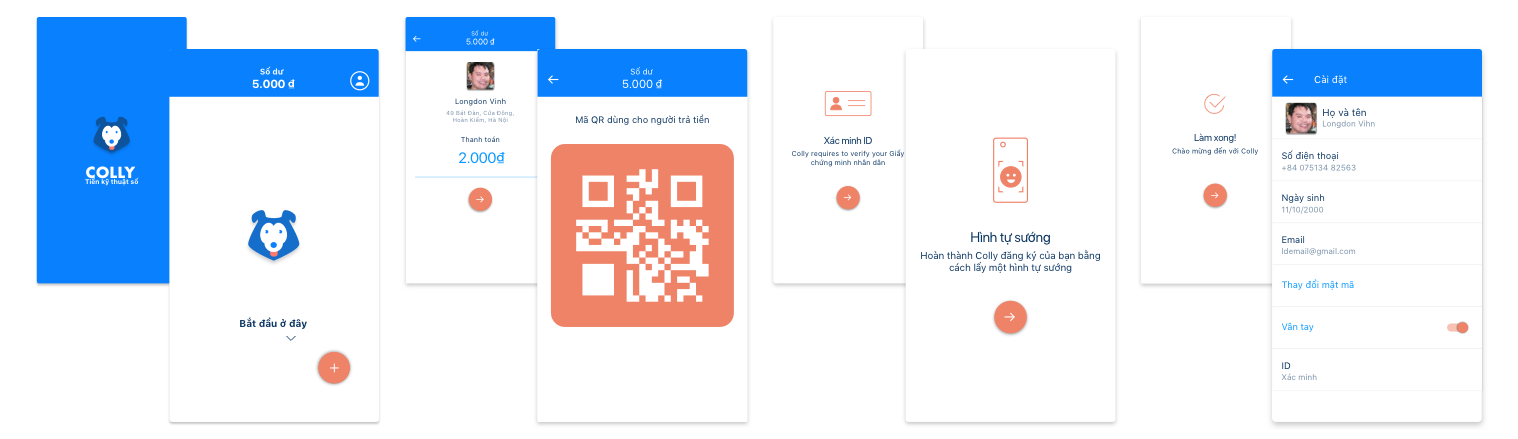 COLLY
Tiền kỹ thuật số
Số dư
5.000 ₫
Bắt đầu ở đây
Số dư
5.000 ₫
Longdon Vinh
49 Bát Đàn, Cửa Đông,
Hoàn Kiếm, Hà Nội
Thanh toán
2.000₫
Số dư
5.000 ₫
Mã QR dùng cho người trả tiền
Xác minh ID
Colly requires to verify your Giấy
chứng minh nhân dân
Hình tự sướng
Hoàn thành Colly đăng ký của bạn bằng
cách lấy một hình tự sướng
Làm xong!
Chào mừng đến với Colly
Cài đặt
Họ và tên
Longdon Vihn
Số điện thoại
+84 075134 82563
Ngày sinh
11/10/2000
Email
ldemail@gmail.com
Thay đổi mật mã
Vân tay
ID
Xác minh